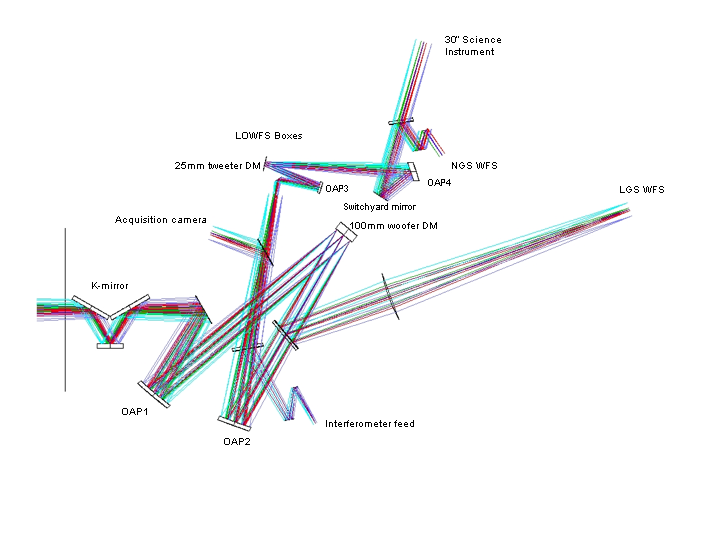 30" Science
Instrument
LOWFS Boxes
25mm tweeter DM
NGS WFS
OAP3
OAP4
LGS WFS
Switchyard mirror
Acquisition camera
100mm woofer DM
K-mirror
OAP1
Interferometer feed
OAP2